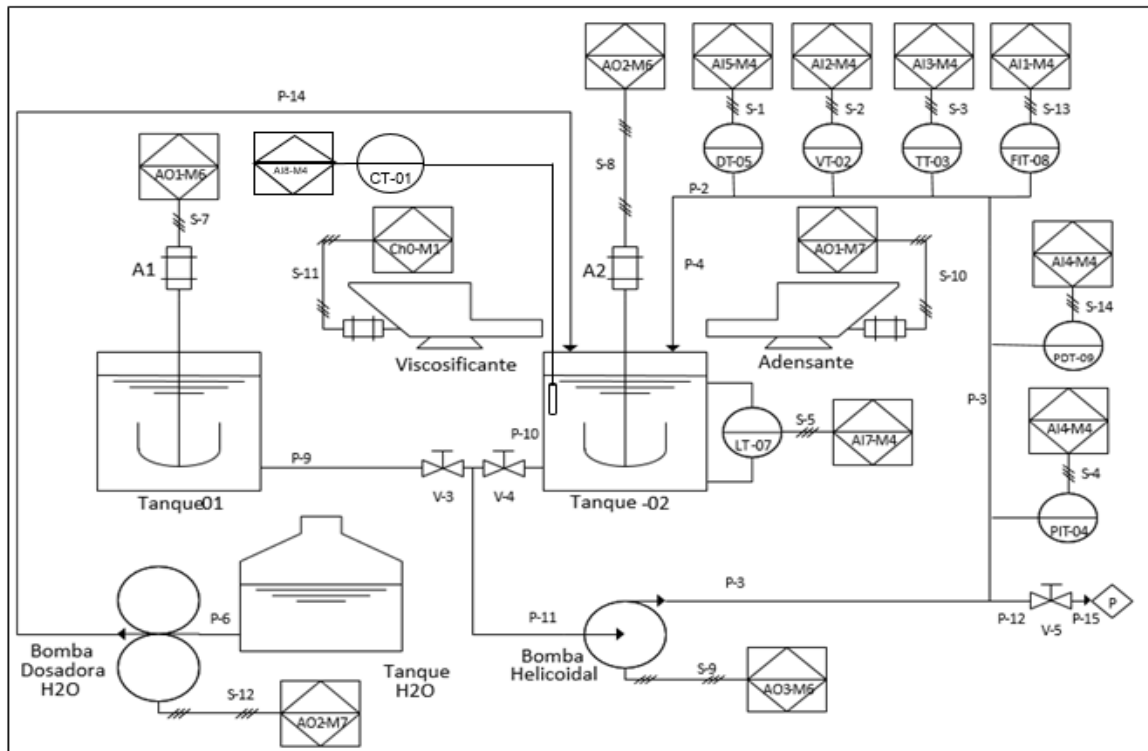 AO2-M6
AI5-M4
AI2-M4
AI3-M4
AI1-M4
P-14
S-1
S-2
S-3
S-13
AO1-M6
AI8-M4
CT-01
S-8
DT-05
VT-02
TT-03
FIT-08
P-2
S-7
Ch0-M1
AO1-M7
AI4-M4
A1
S-11
A2
P-4
S-10
S-14
Viscosificante
Adensante
PDT-09
P-3
AI4-M4
P-10
LT-07
S-5
AI7-M4
P-9
S-4
V-3
V-4
Tanque01
Tanque -02
PIT-04
P-3
P-6
P-11
P-12
P-15
P
V-5
Bomba
Dosadora
H2O
Tanque
H2O
Bomba
Helicoidal
S-9
AO3-M6
S-12
AO2-M7